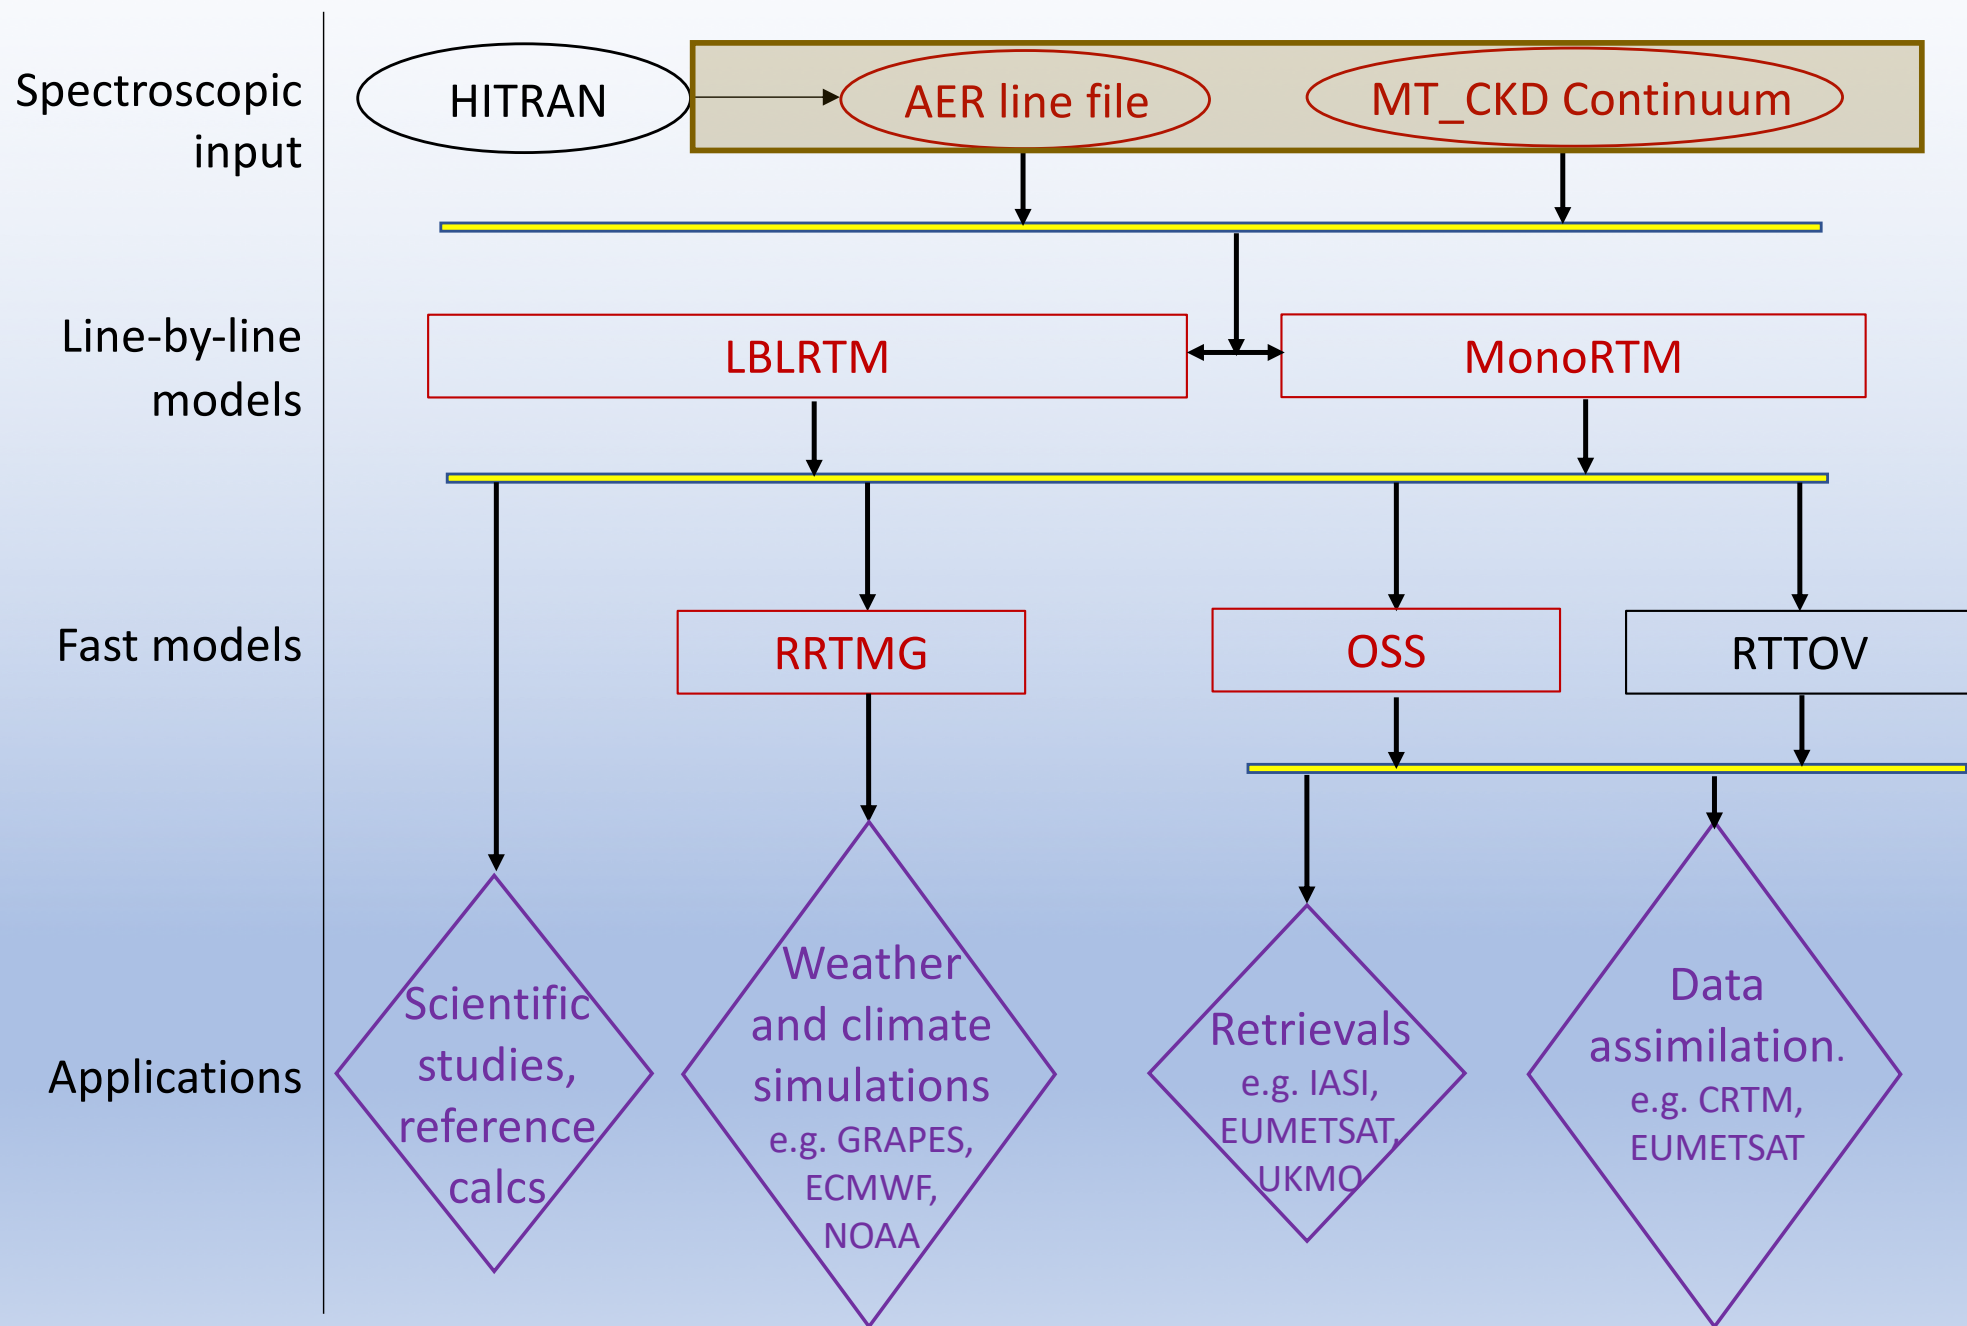 Spectroscopic
input
HITRAN
AER line file
MT_CKD Continuum
Line-by-line
models
LBLRTM
MonoRTM
Fast models
RRTMG
OSS
RTTOV
Applications
Scientific
studies,
reference
calcs
Weather
and climate
simulations
e.g. GRAPES,
ECMWF,
NOAA
Retrievals
e.g. IASI,
EUMETSAT,
UKMO
Data
assimilation.
e.g. CRTM,
EUMETSAT